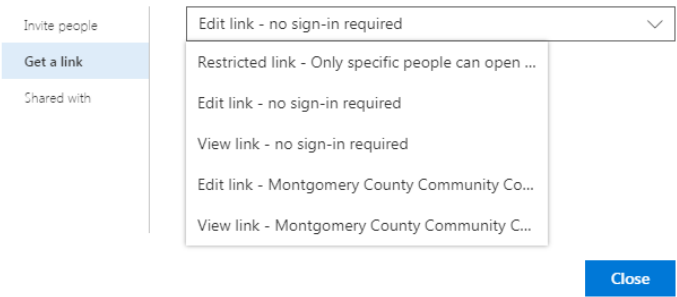 Invite people
Get a link
Shared with
Edit link - no sign-in required
Restricted link - Only specific people can open ...
Edit link - no sign-in required
View link - no sign-in required
Edit link - Montgomery County Community Co...
View link - Montgomery County Community C...
Close